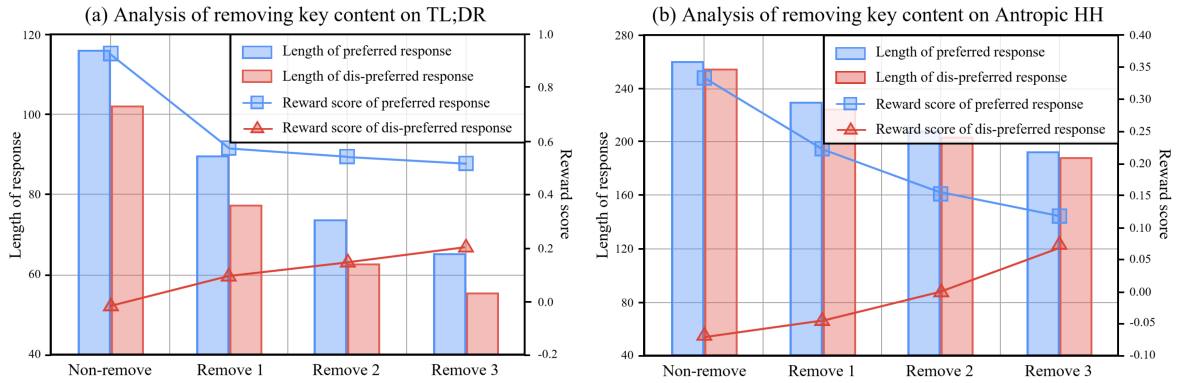 (a) Analysis of removing key content on TL;DR
120
100
80
60
40
Length of response
1.0
0.8
0.6
0.4
0.2
0.0
-0.2
Reward score
Length of preferred response
Length of dis-preferred response
Reward score of preferred response
Reward score of dis-preferred response
Non-remove
Remove 1
Remove 2
Remove 3
(b) Analysis of removing key content on Antropic HH
280
240
200
160
120
80
40
Length of response
0.40
0.35
0.30
0.25
0.20
0.15
0.10
0.05
0.00
-0.05
-0.10
Reward score
Length of preferred response
Length of dis-preferred response
Reward score of preferred response
Reward score of dis-preferred response
Non-remove
Remove 1
Remove 2
Remove 3